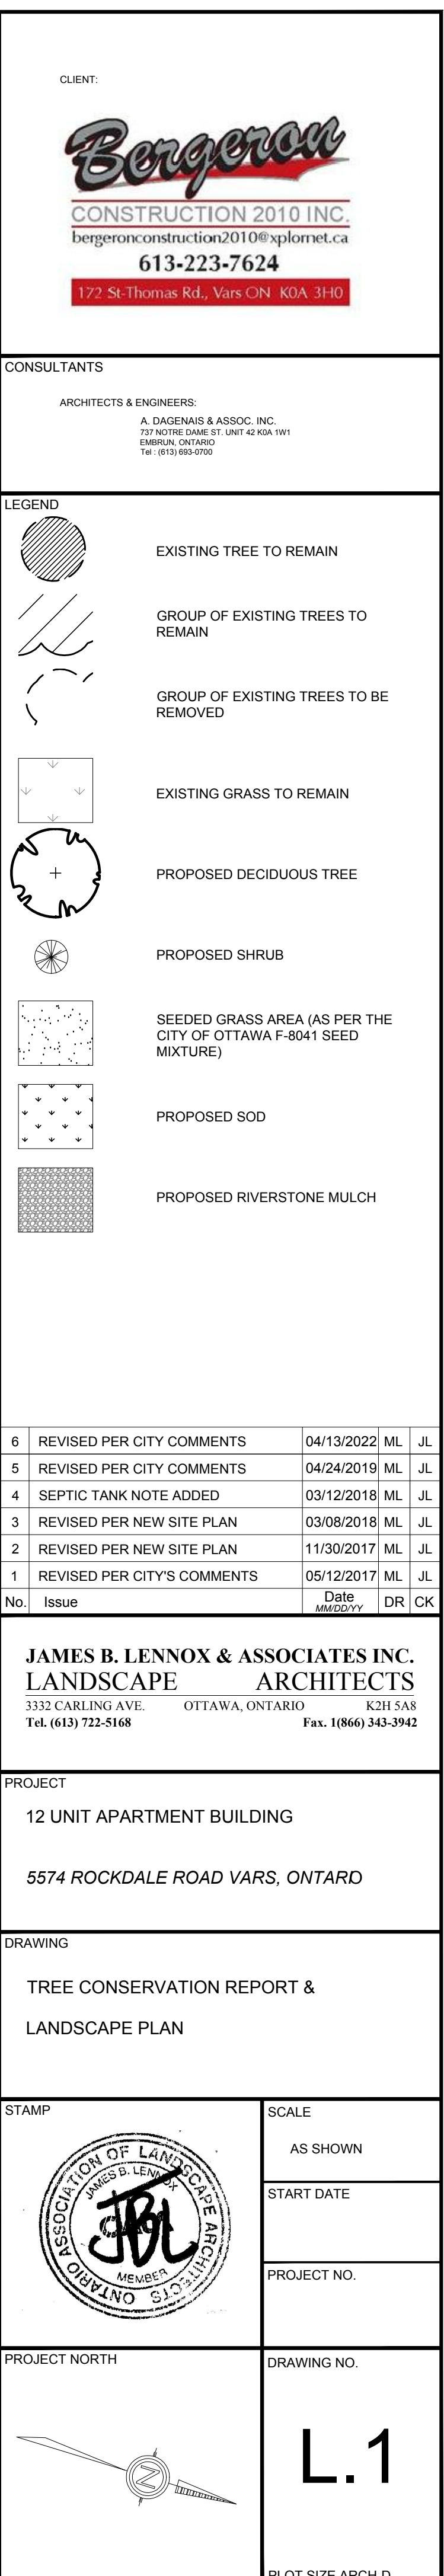 CLIENT:
Bergeron
CONSTRUCTION 2010 INC.
bergeronconstruction2010@xplornet.ca
613-223-7624
172 St-Thomas Rd., Vars ON K0A 3H0
CONSULTANTS
ARCHITECTS & ENGINEERS:
A. DAGENAIS & ASSOC. INC.
737 NOTRE DAME ST. UNIT 42 K0A 1W1
EMBRUN, ONTARIO
Tel : (613) 693-0700
LEGEND
EXISTING TREE TO REMAIN
GROUP OF EXISTING TREES TO
REMAIN
GROUP OF EXISTING TREES TO BE
REMOVED
EXISTING GRASS TO REMAIN
PROPOSED DECIDUOUS TREE
PROPOSED SHRUB
SEEDED GRASS AREA (AS PER THE
CITY OF OTTAWA F-8041 SEED
MIXTURE)
PROPOSED SOD
PROPOSED RIVERSTONE MULCH
6 REVISED PER CITY COMMENTS 04/13/2022 ML JL
5 REVISED PER CITY COMMENTS 04/24/2019 ML JL
4 SEPTIC TANK NOTE ADDED 03/12/2018 ML JL
3 REVISED PER NEW SITE PLAN 03/08/2018 ML JL
2 REVISED PER NEW SITE PLAN 11/30/2017 ML JL
1 REVISED PER CITY'S COMMENTS 05/12/2017 ML JL
No. Issue Date MM/DD/YY DR CK
JAMES B. LENNOX & ASSOCIATES INC.
LANDSCAPE ARCHITECTS
3332 CARLING AVE. OTTAWA, ONTARIO K2H 5A8
Tel. (613) 722-5168 Fax. 1(866) 343-3942
PROJECT
12 UNIT APARTMENT BUILDING
5574 ROCKDALE ROAD VARS, ONTARIO
DRAWING
TREE CONSERVATION REPORT &
LANDSCAPE PLAN
STAMP
ONTARIO ASSOCIATION OF LANDSCAPE ARCHITECTS
JAMES B. LENNOX
JBL
MEMBER
SCALE
AS SHOWN
START DATE
PROJECT NO.
PROJECT NORTH
N
DRAWING NO.
L.1
PLOT SIZE ARCH-D